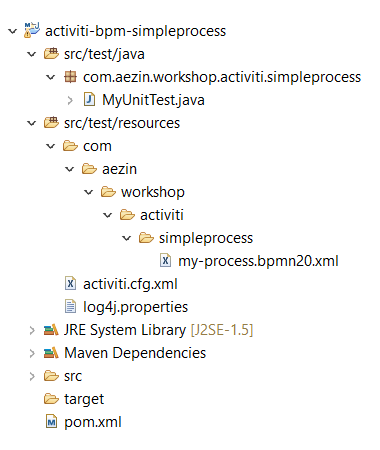 activiti-bpm-simpleprocess
src/test/java
com.aezin.workshop.activiti.simpleprocess
MyUnitTest.java
src/test/resources
com
aezin
workshop
activiti
simpleprocess
my-process.bpmn20.xml
activiti.cfg.xml
log4j.properties
JRE System Library [J2SE-1.5]
Maven Dependencies
src
target
pom.xml